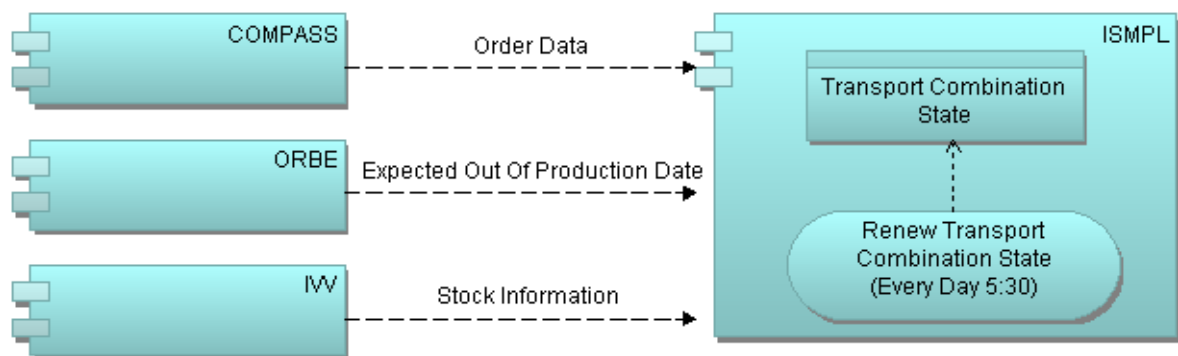 COMPASS
Order Data
ISMPL
Transport Combination
State
ORBE
Expected Out Of Production Date
Renew Transport
Combination State
(Every Day 5:30)
IVV
Stock Information